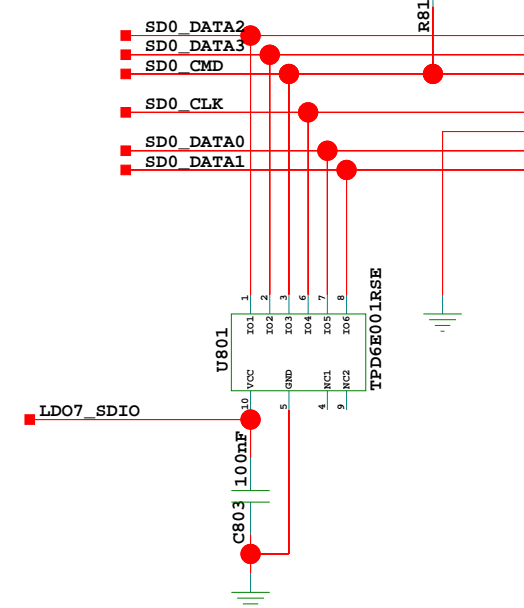 R81
SD0_DATA2
SD0_DATA3
SD0_CMD
SD0_CLK
SD0_DATA0
SD0_DATA1
1 2 3 6 7 8
IO1 IO2 IO3 IO4 IO5 IO6
U801
TPD6E001RSE
VCC GND NC1 NC2
10 5 4 9
LDO7_SDIO
100nF
C803